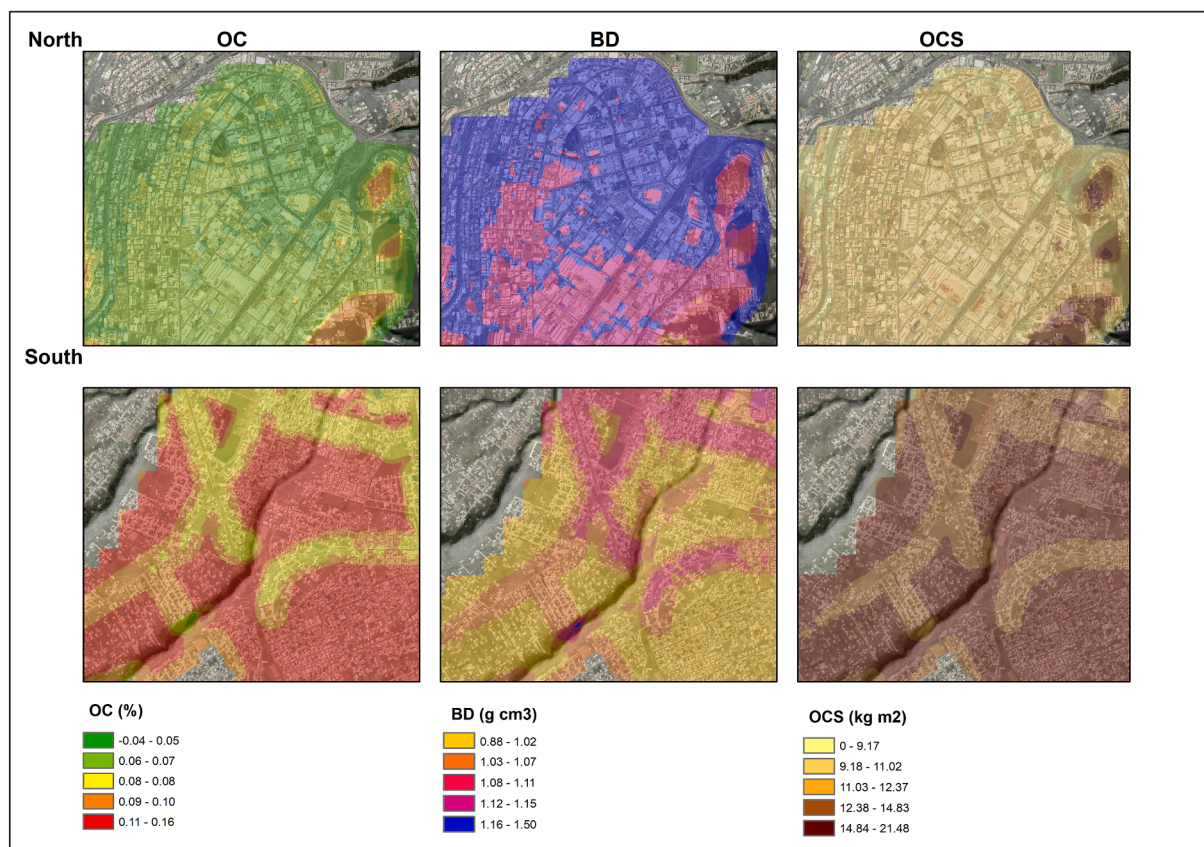 North
OC
BD
OCS
South
OC (%)
-0.04 - 0.05
0.06 - 0.07
0.08 - 0.08
0.09 - 0.10
0.11 - 0.16
BD (g cm3)
0.88 - 1.02
1.03 - 1.07
1.08 - 1.11
1.12 - 1.15
1.16 - 1.50
OCS (kg m2)
0 - 9.17
9.18 - 11.02
11.03 - 12.37
12.38 - 14.83
14.84 - 21.48